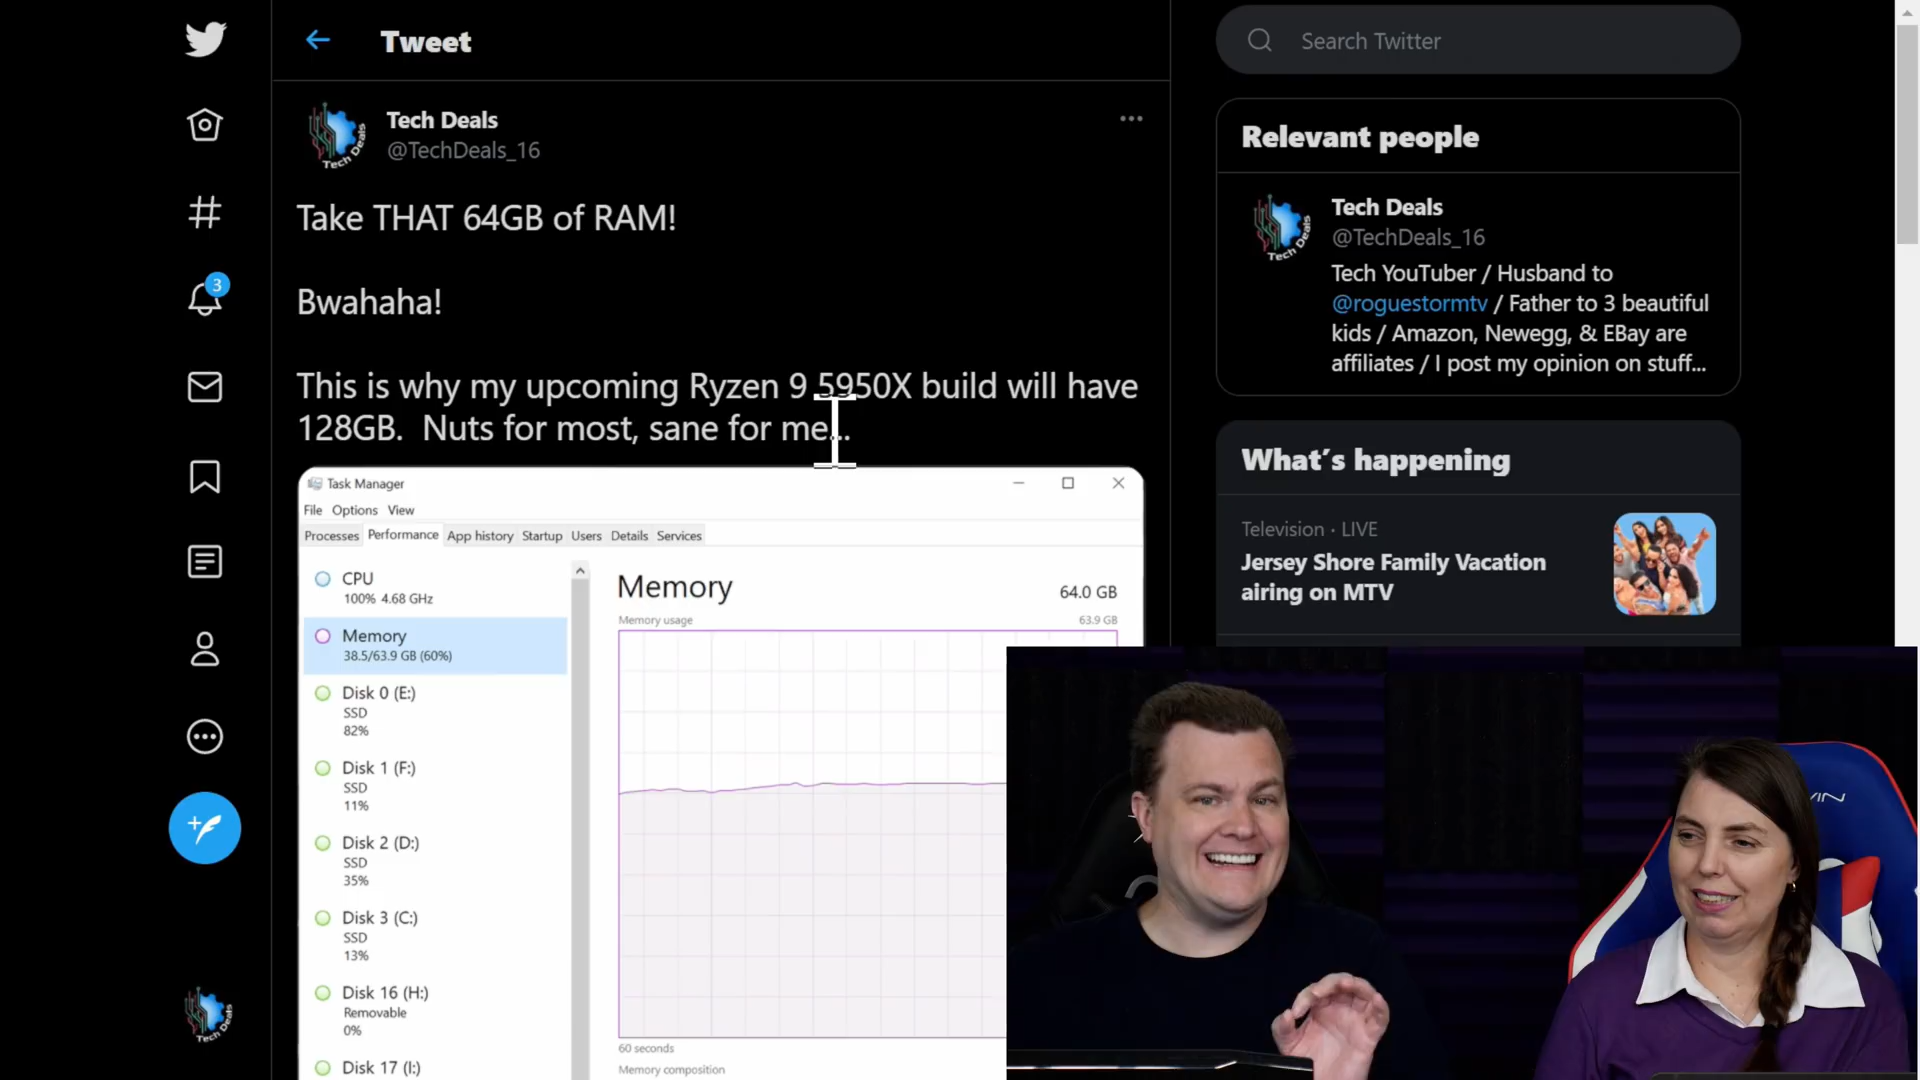 Tweet
Search Twitter
Tech Deals
@TechDeals_16
Take THAT 64GB of RAM!
Bwahaha!
This is why my upcoming Ryzen 9 5950X build will have
128GB.  Nuts for most, sane for me...
Task Manager
File Options View
Processes Performance App history Startup Users Details Services
CPU
100% 4.68 GHz
Memory
38.5/63.9 GB (60%)
Disk 0 (E:)
SSD
82%
Disk 1 (F:)
SSD
11%
Disk 2 (D:)
SSD
35%
Disk 3 (C:)
SSD
13%
Disk 16 (H:)
Removable
0%
Disk 17 (I:)
Memory 64.0 GB
Memory usage 63.9 GB
60 seconds
Memory composition
Relevant people
Tech Deals
Tech Deals
@TechDeals_16
Tech YouTuber / Husband to
@roguestormtv / Father to 3 beautiful
kids / Amazon, Newegg, & EBay are
affiliates / I post my opinion on stuff...
What's happening
Television · LIVE
Jersey Shore Family Vacation
airing on MTV
3
Tech Deals
Tech Deals